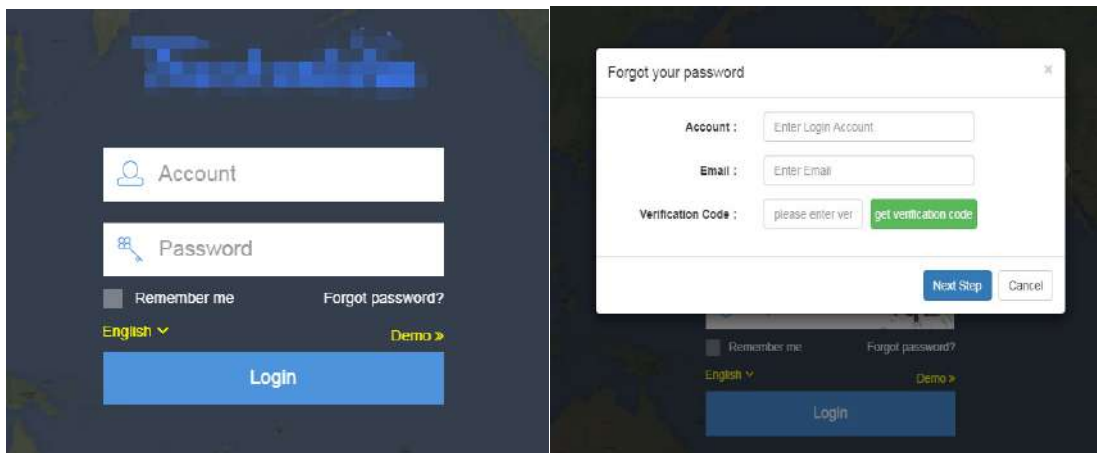 Account
Password
Remember me
Forgot password?
English
Demo »
Login
Forgot your password
×
Account :
Enter Login Account
Email :
Enter Email
Verification Code :
please enter ver
get verification code
Next Step
Cancel
Remember me
Forgot password?
English
Demo »
Login